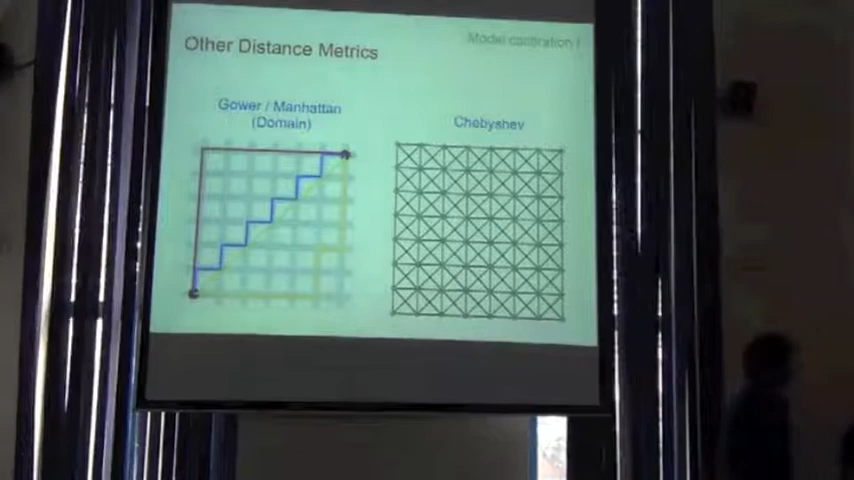 Other Distance Metrics
Model calibration I
Gower / Manhattan
(Domain)
Chebyshev